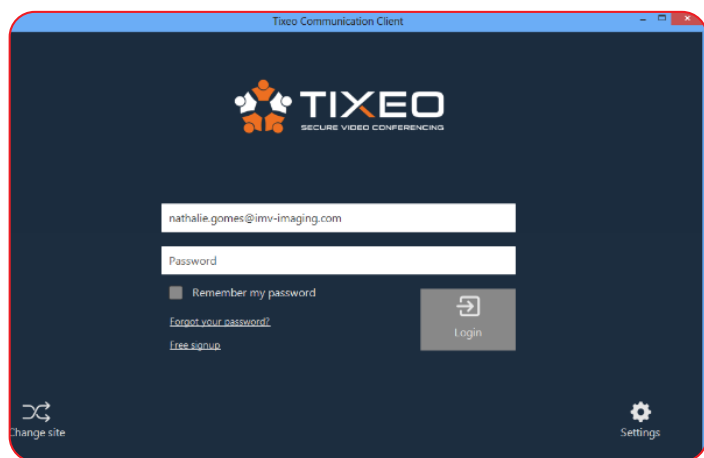 Tixeo Communication Client
TIXEO
SECURE VIDEO CONFERENCING
nathalie.gomes@imv-imaging.com
Password
Remember my password
Forgot your password?
Free signup
Login
Change site
Settings